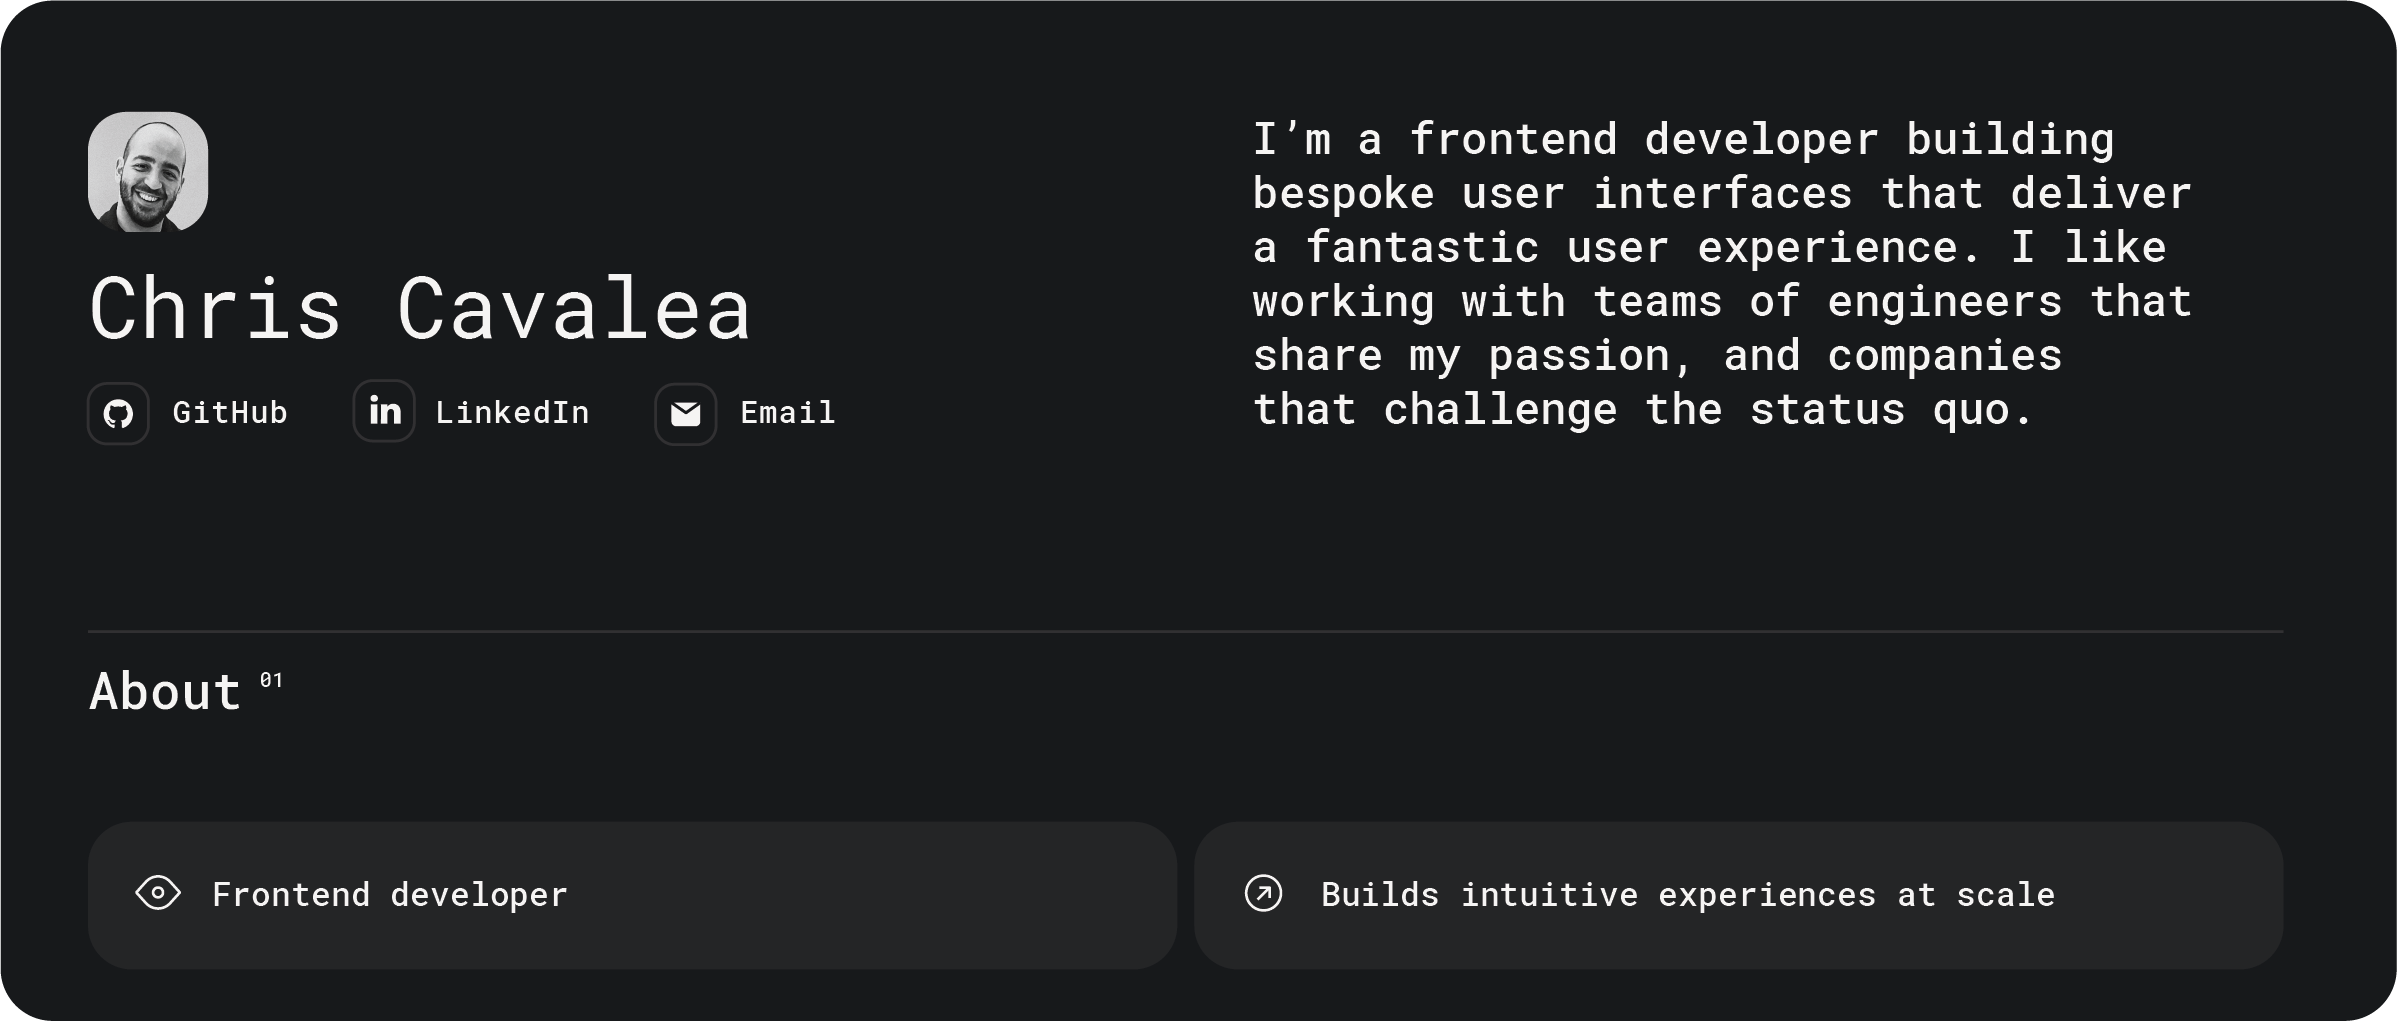 Chris Cavalea
GitHub
LinkedIn
Email
I’m a frontend developer building
bespoke user interfaces that deliver
a fantastic user experience. I like
working with teams of engineers that
share my passion, and companies
that challenge the status quo.
About 01
Frontend developer
Builds intuitive experiences at scale